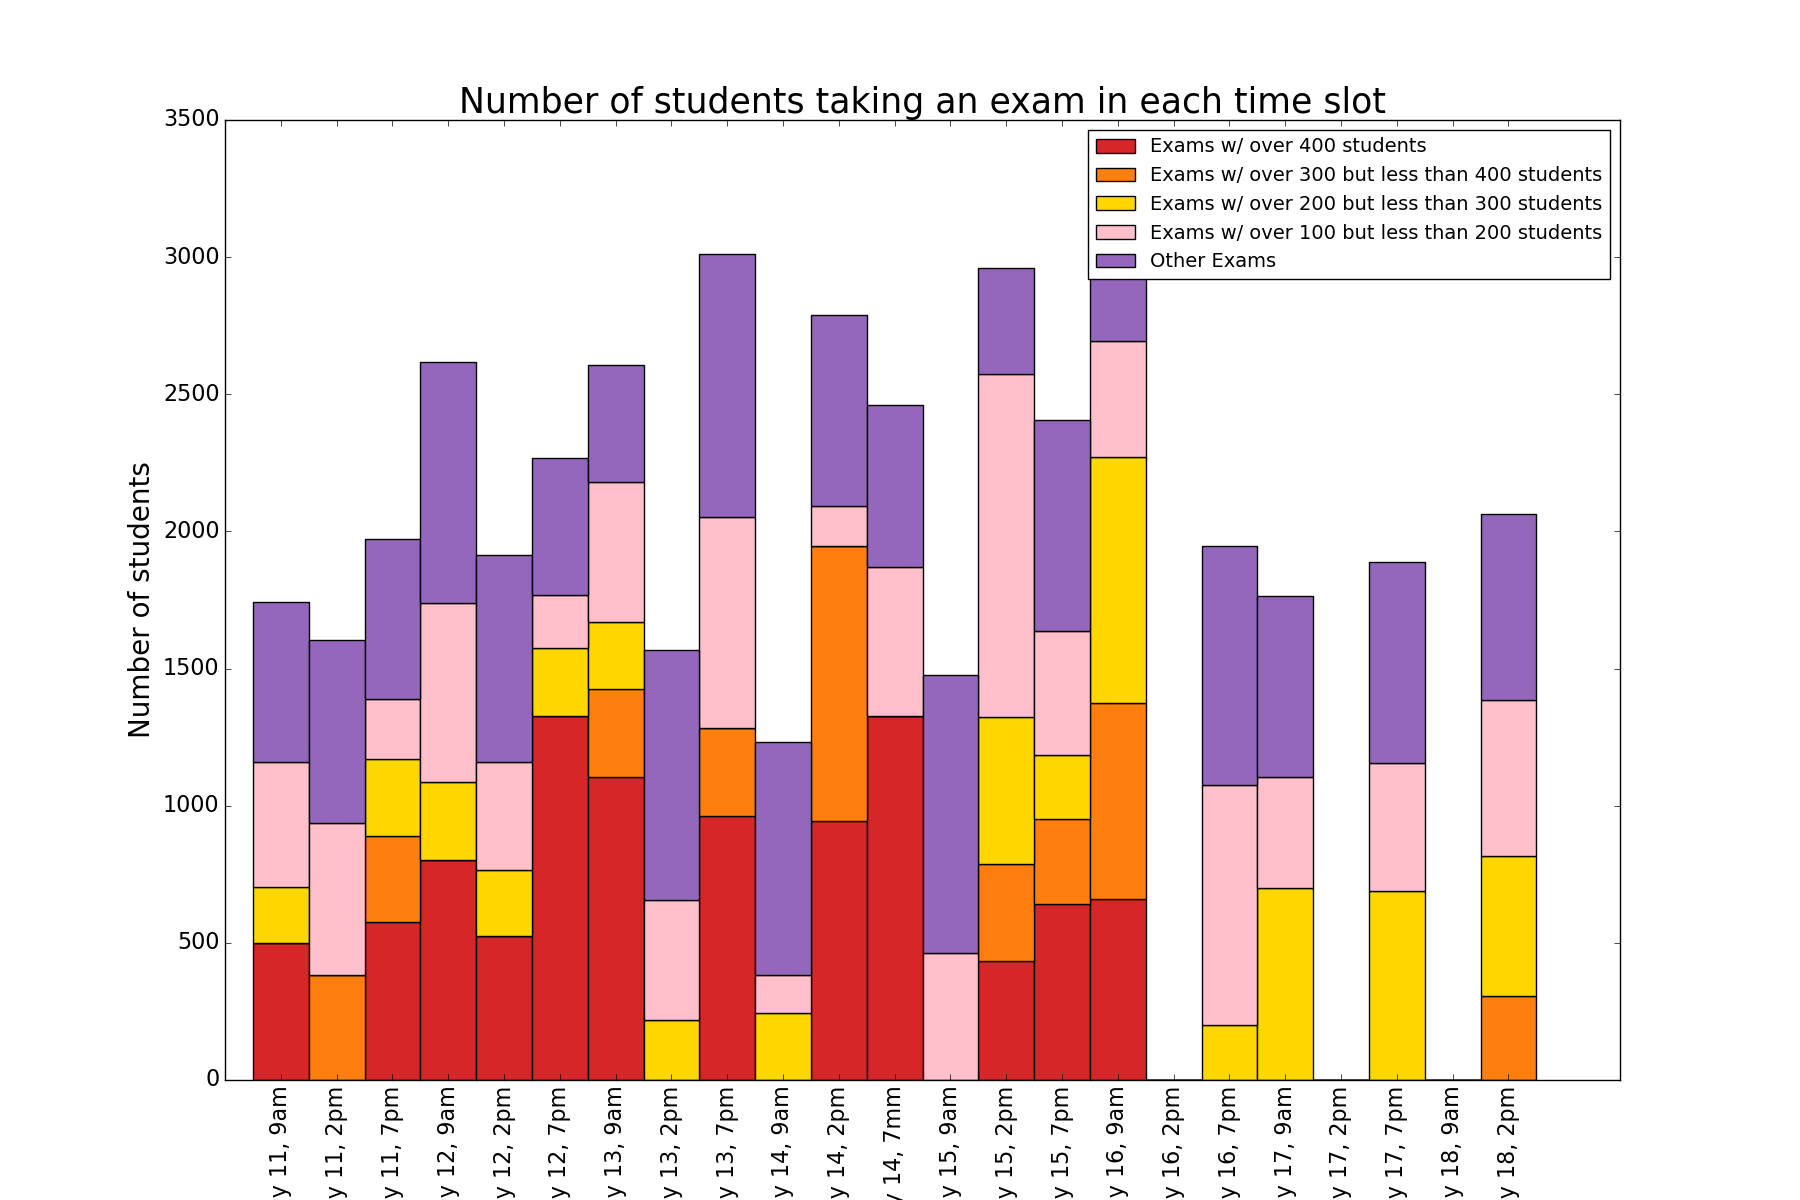 Number of students taking an exam in each time slot
3500
3000
2500
2000
1500
1000
500
0
Number of students
Exams w/ over 400 students
Exams w/ over 300 but less than 400 students
Exams w/ over 200 but less than 300 students
Exams w/ over 100 but less than 200 students
Other Exams
y 11, 9am
y 11, 2pm
y 11, 7pm
y 12, 9am
y 12, 2pm
y 12, 7pm
y 13, 9am
y 13, 2pm
y 13, 7pm
y 14, 9am
y 14, 2pm
y 14, 7mm
y 15, 9am
y 15, 2pm
y 15, 7pm
y 16, 9am
y 16, 2pm
y 16, 7pm
y 17, 9am
y 17, 2pm
y 17, 7pm
y 18, 9am
y 18, 2pm